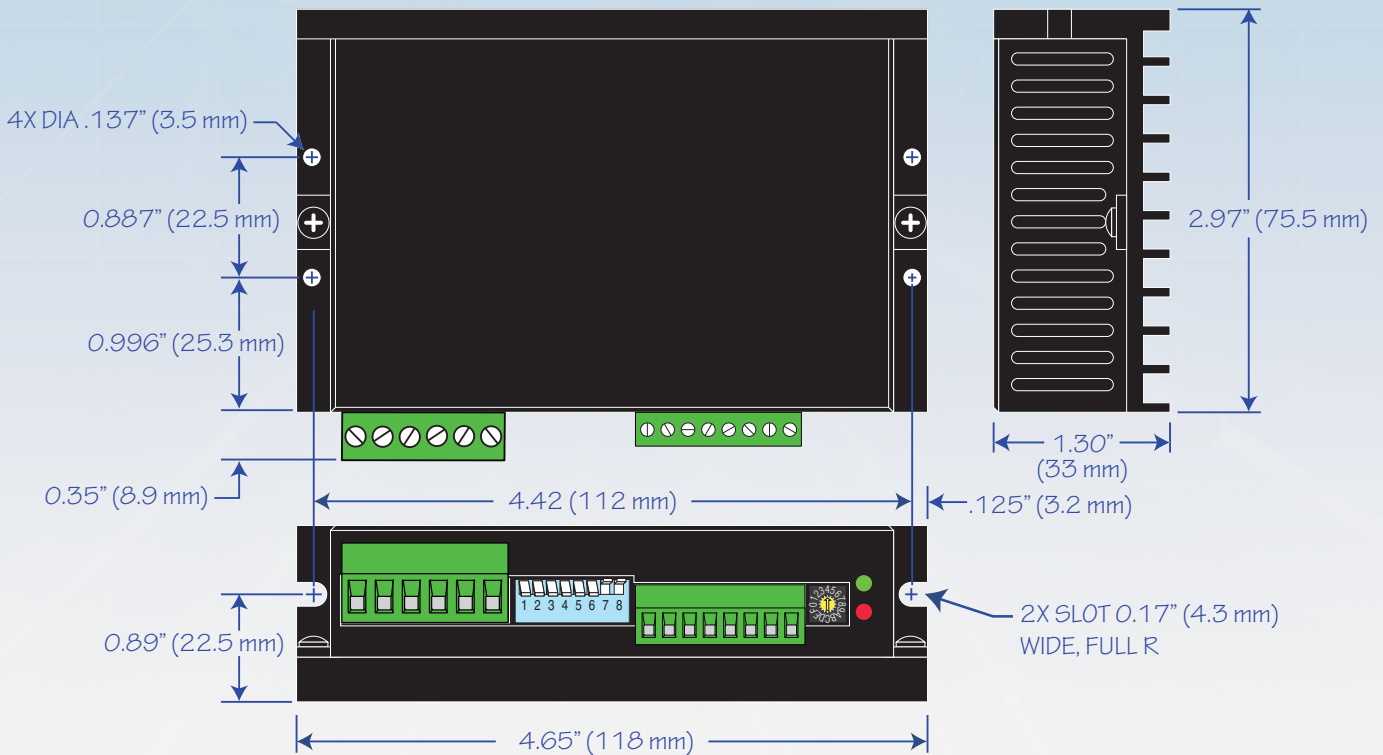 4X DIA .137” (3.5 mm)
0.887” (22.5 mm)
2.97” (75.5 mm)
0.996” (25.3 mm)
1.30”
(33 mm)
0.35” (8.9 mm)
4.42 (112 mm)
.125” (3.2 mm)
1 2 3 4 5 6 7 8
0123456789ABCDEF
2X SLOT 0.17” (4.3 mm)
WIDE, FULL R
0.89” (22.5 mm)
4.65” (118 mm)